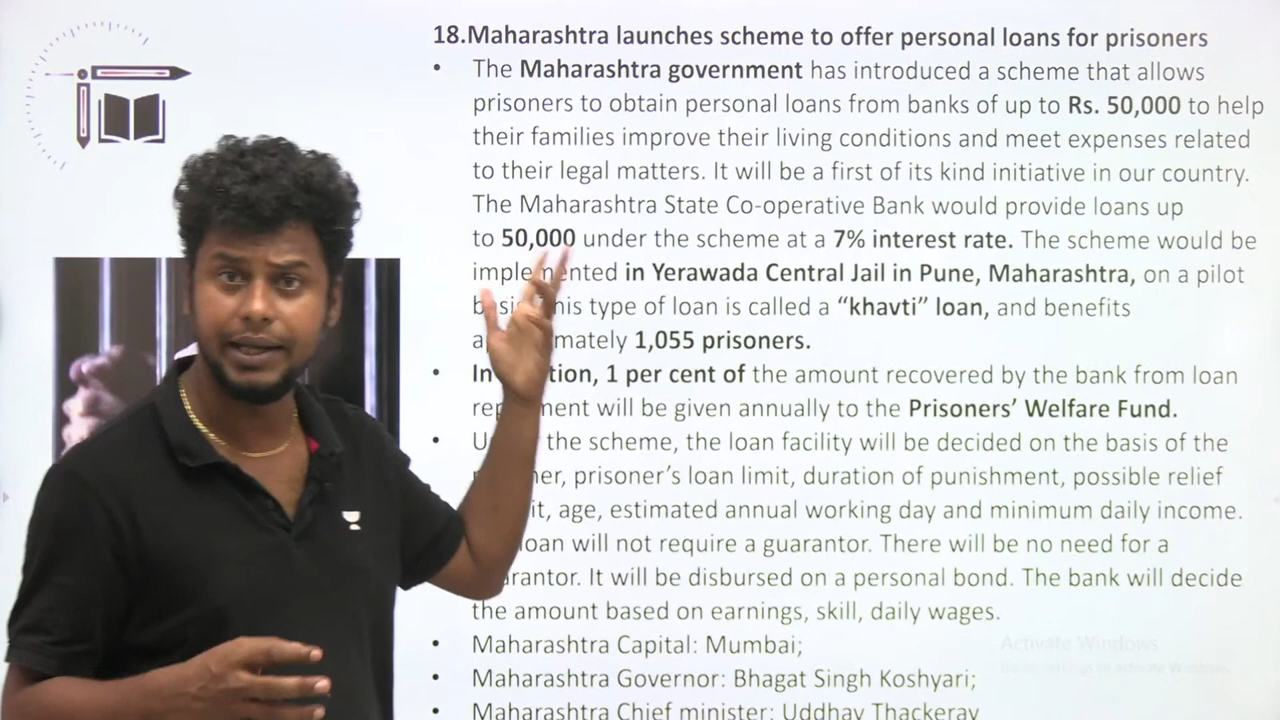 18.Maharashtra launches scheme to offer personal loans for prisoners
• The Maharashtra government has introduced a scheme that allows
prisoners to obtain personal loans from banks of up to Rs. 50,000 to help
their families improve their living conditions and meet expenses related
to their legal matters. It will be a first of its kind initiative in our country.
The Maharashtra State Co-operative Bank would provide loans up
to 50,000 under the scheme at a 7% interest rate. The scheme would be
implemented in Yerawada Central Jail in Pune, Maharashtra, on a pilot
type of loan is called a “khavti” loan, and benefits
1,055 prisoners.
• 1 per cent of the amount recovered by the bank from loan
will be given annually to the Prisoners’ Welfare Fund.
• the scheme, the loan facility will be decided on the basis of the
prisoner’s loan limit, duration of punishment, possible relief
age, estimated annual working day and minimum daily income.
loan will not require a guarantor. There will be no need for a
It will be disbursed on a personal bond. The bank will decide
the amount based on earnings, skill, daily wages.
• Maharashtra Capital: Mumbai;
• Maharashtra Governor: Bhagat Singh Koshyari;
• Maharashtra Chief minister: Uddhav Thackeray
Activate Windows